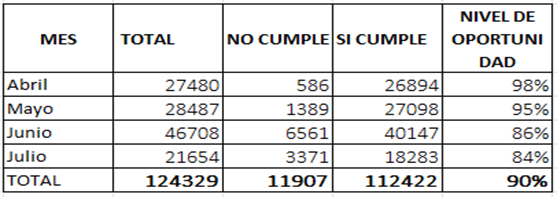 MES TOTAL NO CUMPLE SI CUMPLE NIVEL DE OPORTUNI DAD
Abril 27480 586 26894 98%
Mayo 28487 1389 27098 95%
Junio 46708 6561 40147 86%
Julio 21654 3371 18283 84%
TOTAL 124329 11907 112422 90%